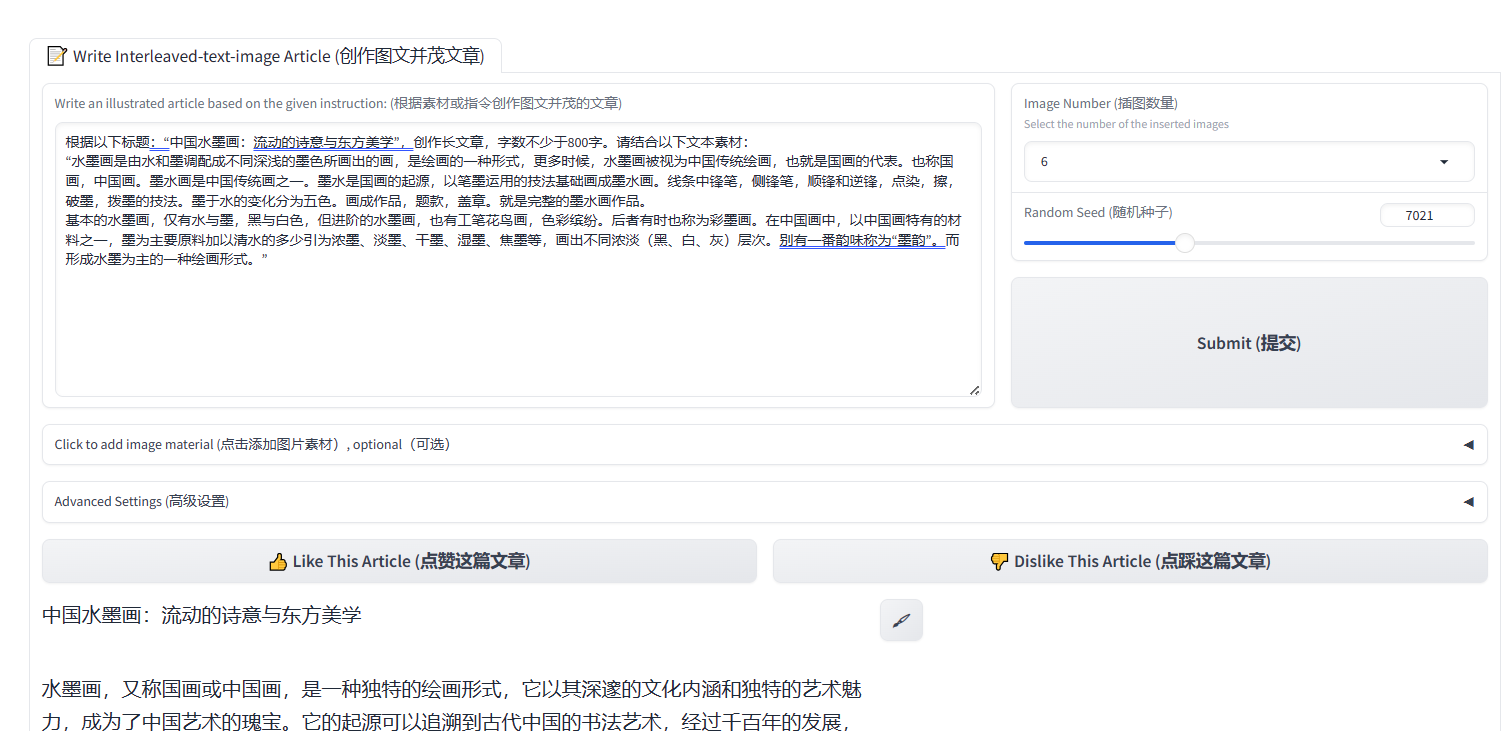 📝 Write Interleaved-text-image Article (创作图文并茂文章)
Write an illustrated article based on the given instruction: (根据素材或指令创作图文并茂的文章)
根据以下标题：“中国水墨画：流动的诗意与东方美学”，创作长文章，字数不少于800字。请结合以下文本素材：
“水墨画是由水和墨调配成不同深浅的墨色所画出的画，是绘画的一种形式，更多时候，水墨画被视为中国传统绘画，也就是国画的代表。也称国
画，中国画。墨水画是中国传统画之一。墨水是国画的起源，以笔墨运用的技法基础画成墨水画。线条中锋笔，侧锋笔，顺锋和逆锋，点染，擦，
破墨，拨墨的技法。墨于水的变化分为五色。画成作品，题款，盖章。就是完整的墨水画作品。
基本的水墨画，仅有水与墨，黑与白色，但进阶的水墨画，也有工笔花鸟画，色彩缤纷。后者有时也称为彩墨画。在中国画中，以中国画特有的材
料之一，墨为主要原料加以清水的多少引为浓墨、淡墨、干墨、湿墨、焦墨等，画出不同浓淡（黑、白、灰）层次。别有一番韵味称为“墨韵”。而
形成水墨为主的一种绘画形式。”
Image Number (插图数量)
Select the number of the inserted images
6
Random Seed (随机种子)
7021
Submit (提交)
Click to add image material (点击添加图片素材）, optional（可选）
Advanced Settings (高级设置)
👍 Like This Article (点赞这篇文章)
👎 Dislike This Article (点踩这篇文章)
中国水墨画：流动的诗意与东方美学
水墨画，又称国画或中国画，是一种独特的绘画形式，它以其深邃的文化内涵和独特的艺术魅
力，成为了中国艺术的瑰宝。它的起源可以追溯到古代中国的书法艺术，经过千百年的发展，